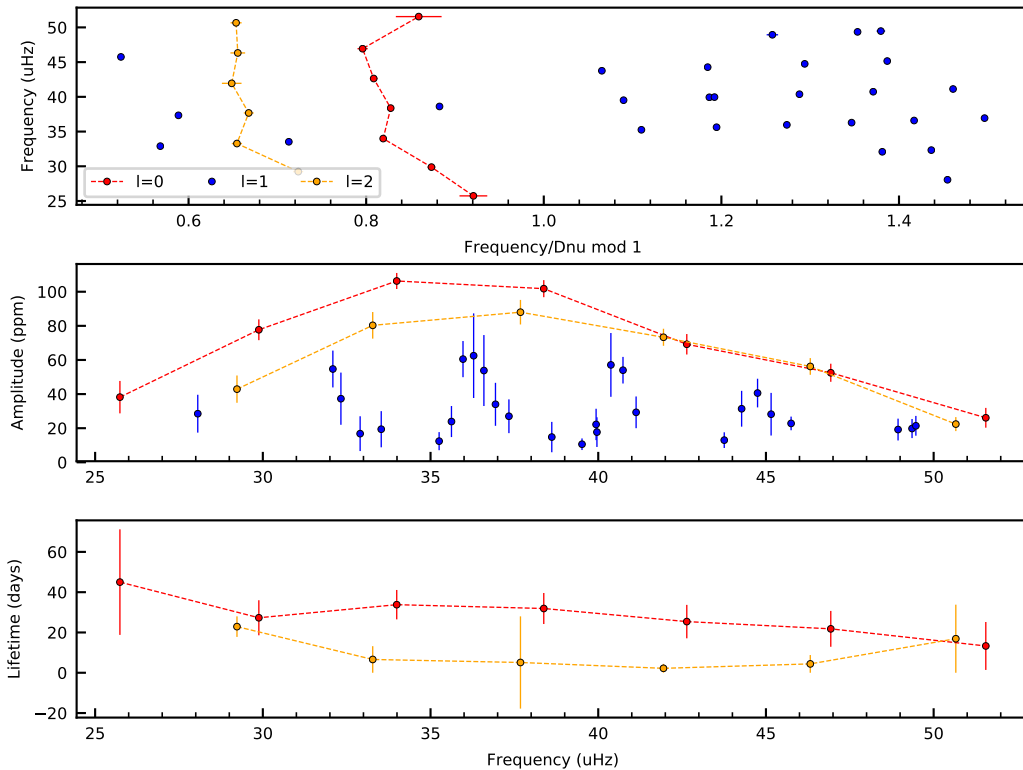 50
45
40
35
30
25
Frequency (uHz)
l=0 l=1 l=2
0.6 0.8 1.0 1.2 1.4
Frequency/Dnu mod 1
100
80
60
40
20
0
Amplitude (ppm)
25 30 35 40 45 50
60
40
20
0
−20
Lifetime (days)
25 30 35 40 45 50
Frequency (uHz)